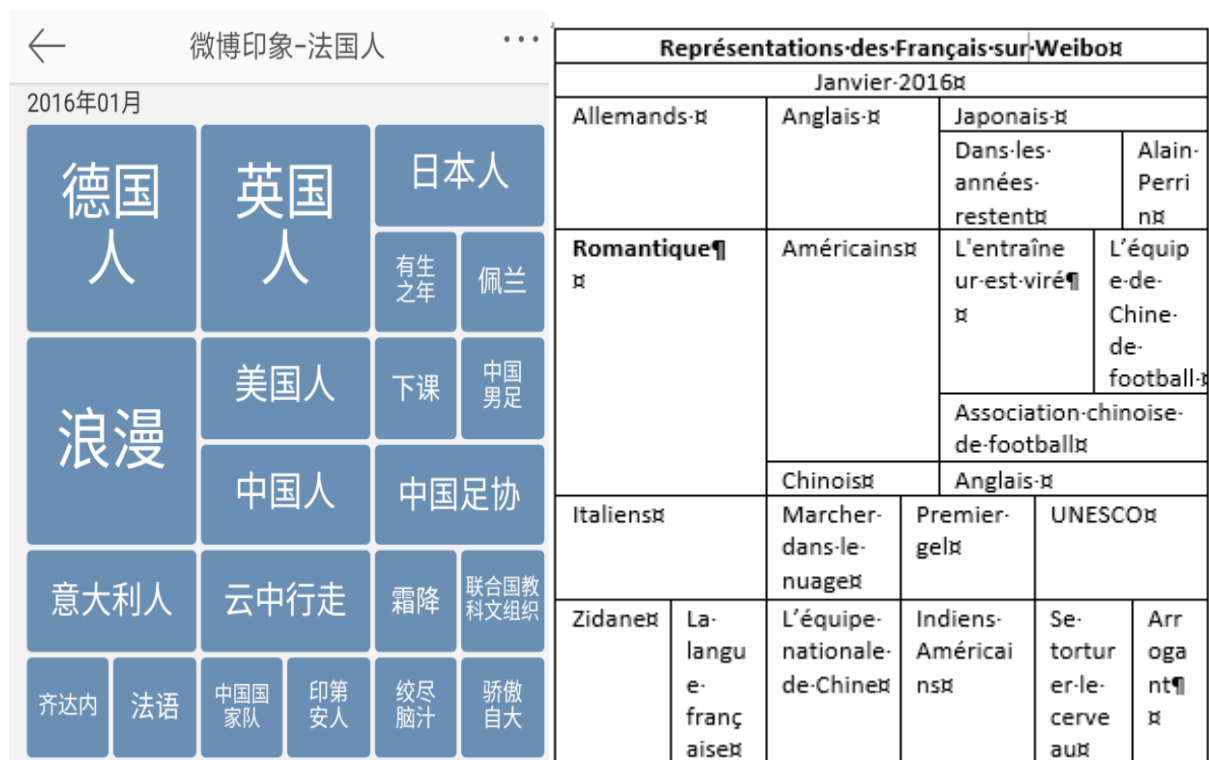 微博印象-法国人
2016年01月
德国
人
英国
人
日本人
有生
之年
佩兰
浪漫
美国人
下课
中国
男足
中国人
中国足协
意大利人
云中行走
霜降
联合国教
科文组织
齐达内
法语
中国国
家队
印第
安人
绞尽
脑汁
骄傲
自大
Représentations·des·Français·sur·Weibo¤
Janvier·2016¤
Allemands·¤
Anglais·¤
Japonais·¤
Dans·les·
années·
restent¤
Alain·
Perri
n¤
Romantique¶
¤
Américains¤
L'entraîne
ur·est·viré¶
¤
L’équip
e·de·
Chine·
de·
football·¤
Association·chinoise·
de·football¤
Chinois¤
Anglais·¤
Italiens¤
Marcher·
dans·le·
nuage¤
Premier·
gel¤
UNESCO¤
Zidane¤
La·
langu
e·
franç
aise¤
L’équipe·
nationale·
de·Chine¤
Indiens·
Américai
ns¤
Se·
tortur
er·le·
cerve
au¤
Arr
oga
nt¶
¤